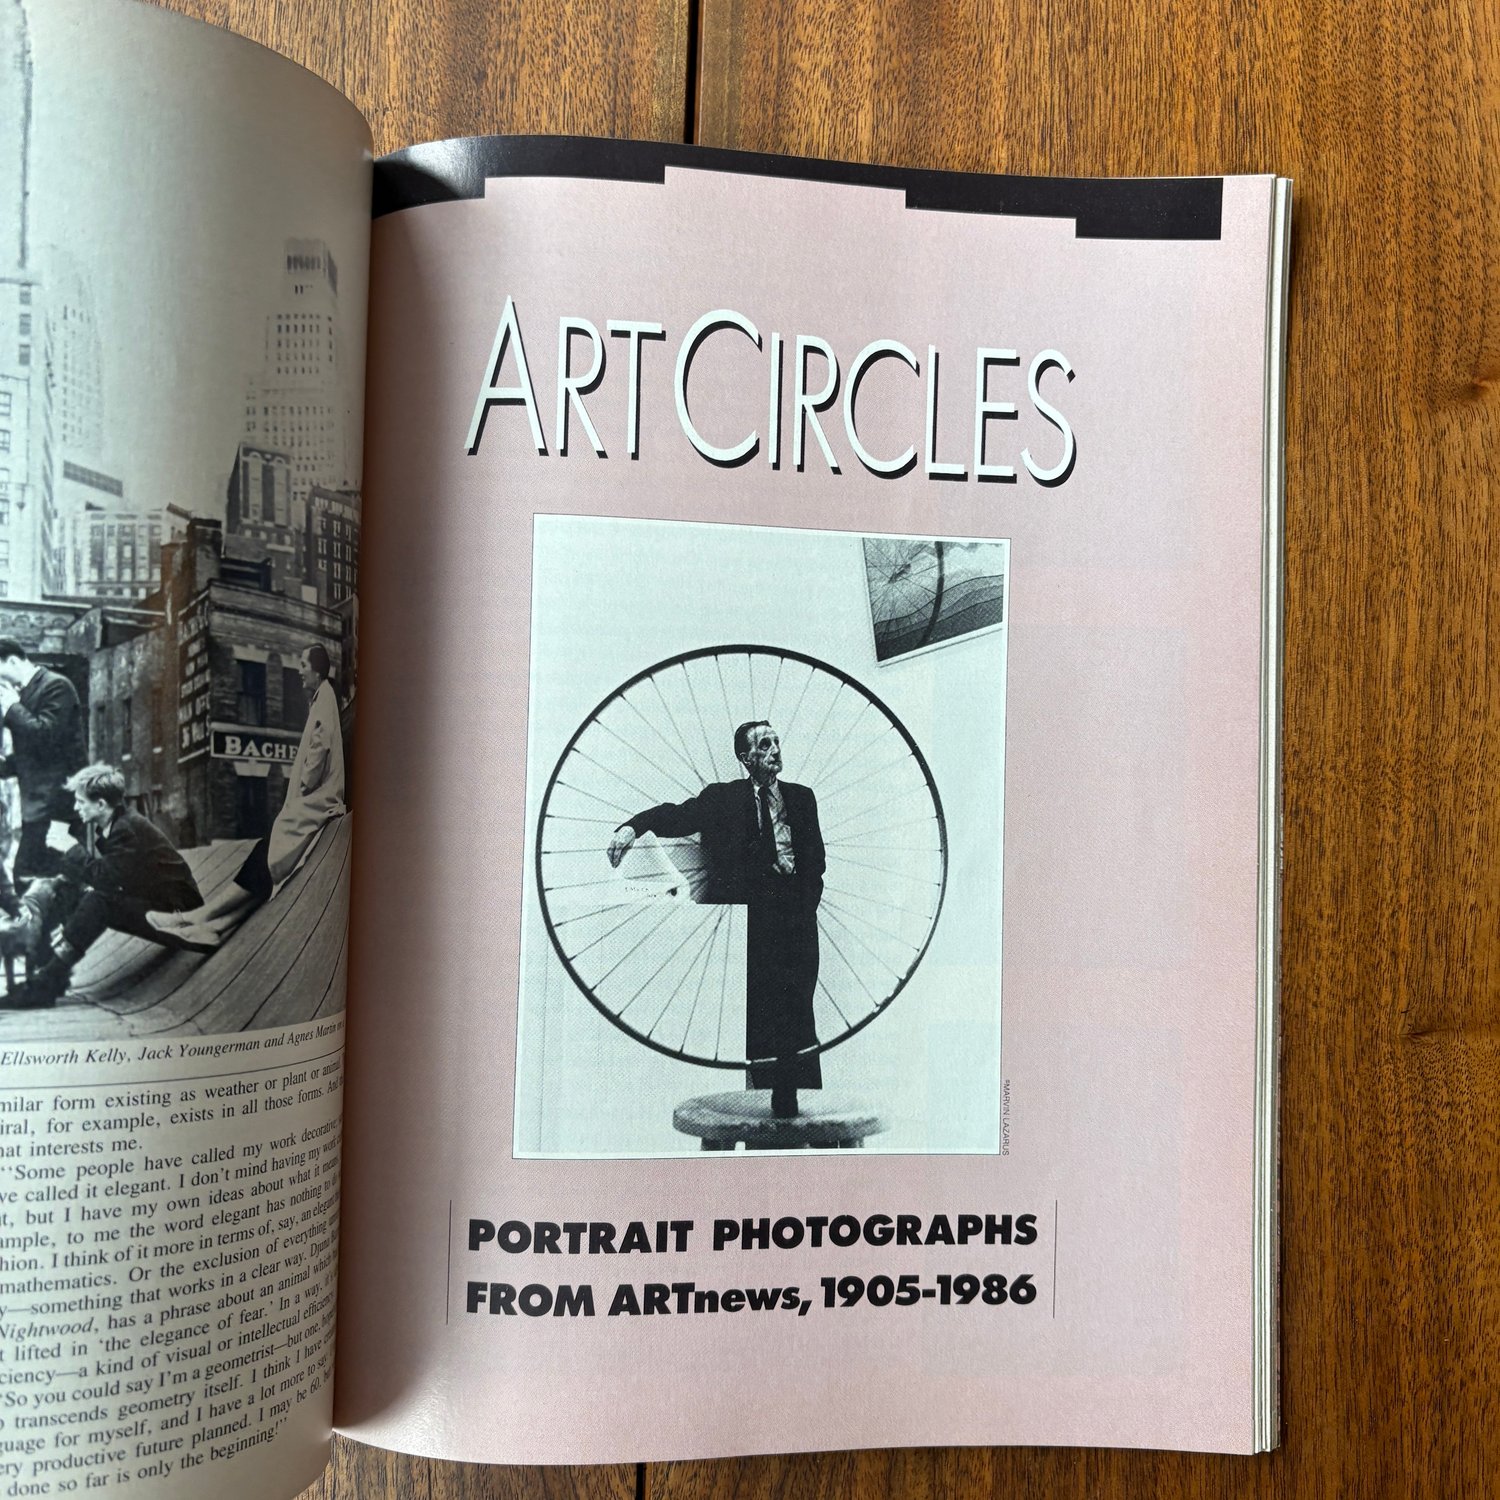 BACHE
Ellsworth Kelly, Jack Youngerman and Agnes Martin
milar form existing as weather or plant or animal
iral, for example, exists in all those forms. And
hat interests me.
“Some people have called my work decorative
ve called it elegant. I don’t mind having my work
t, but I have my own ideas about what it means.
ample, to me the word elegant has nothing to do
hion. I think of it more in terms of, say, an elegant
mathematics. Or the exclusion of everything
y—something that works in a clear way. Djuna
Nightwood, has a phrase about an animal which
t lifted in ‘the elegance of fear.’ In a way, it’s
ciency—a kind of visual or intellectual efficiency
“So you could say I’m a geometrist—but one,
o transcends geometry itself. I think I have
guage for myself, and I have a lot more to say
ery productive future planned. I may be 60,
done so far is only the beginning!”
ARTCIRCLES
©MARVIN LAZARUS
PORTRAIT PHOTOGRAPHS
FROM ARTnews, 1905-1986